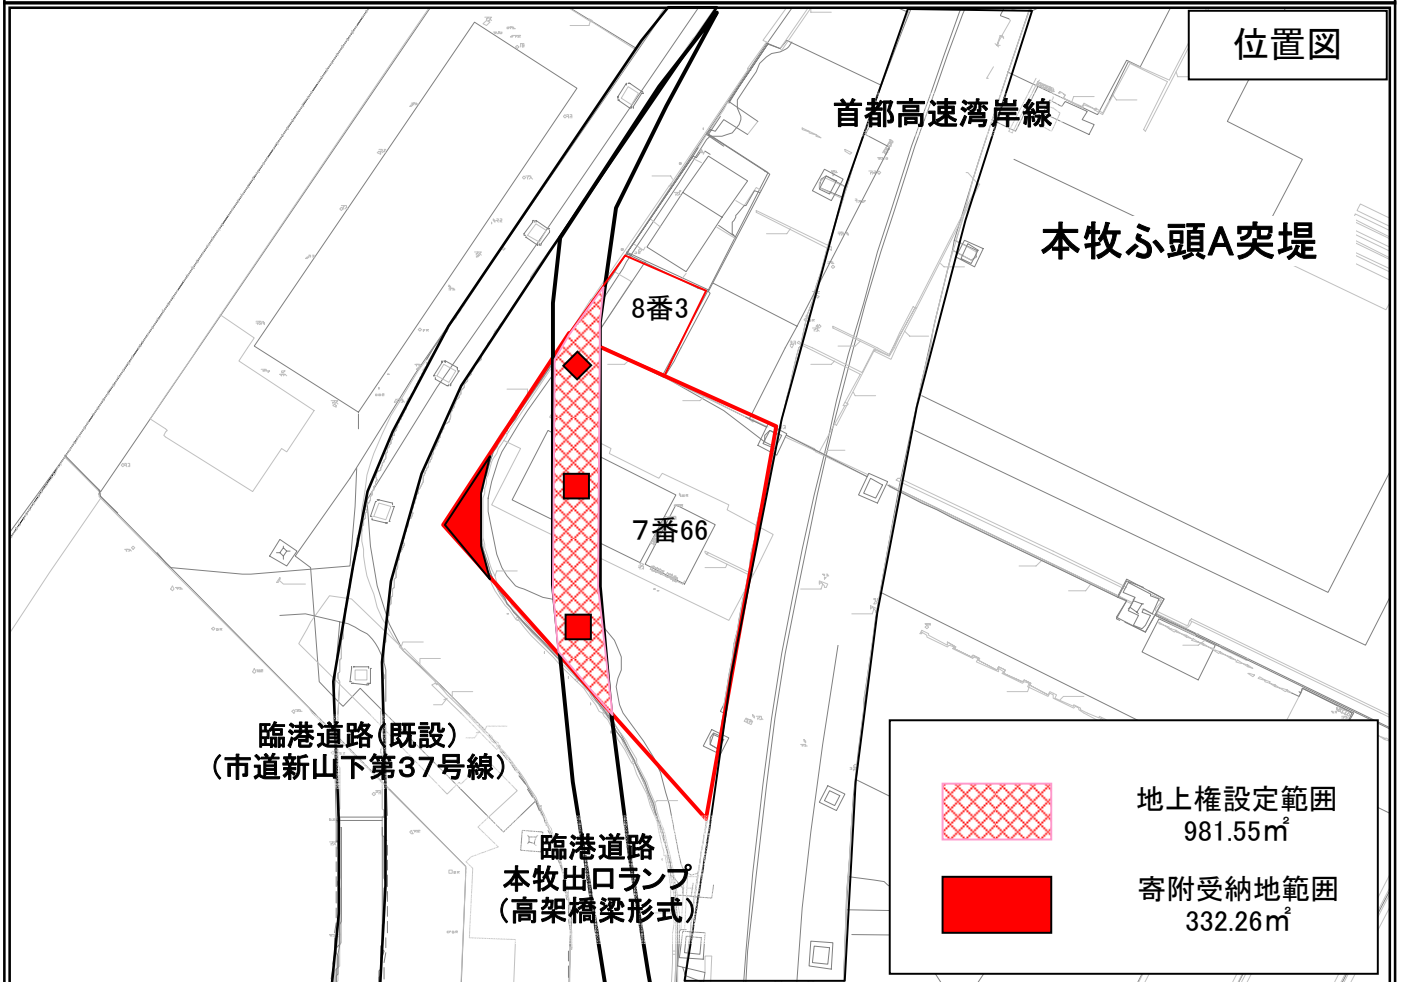 位置図
首都高速湾岸線
本牧ふ頭A突堤
8番3
7番66
臨港道路(既設)
(市道新山下第37号線)
臨港道路
本牧出口ランプ
(高架橋梁形式)
地上権設定範囲
981.55㎡
寄附受納地範囲
332.26㎡